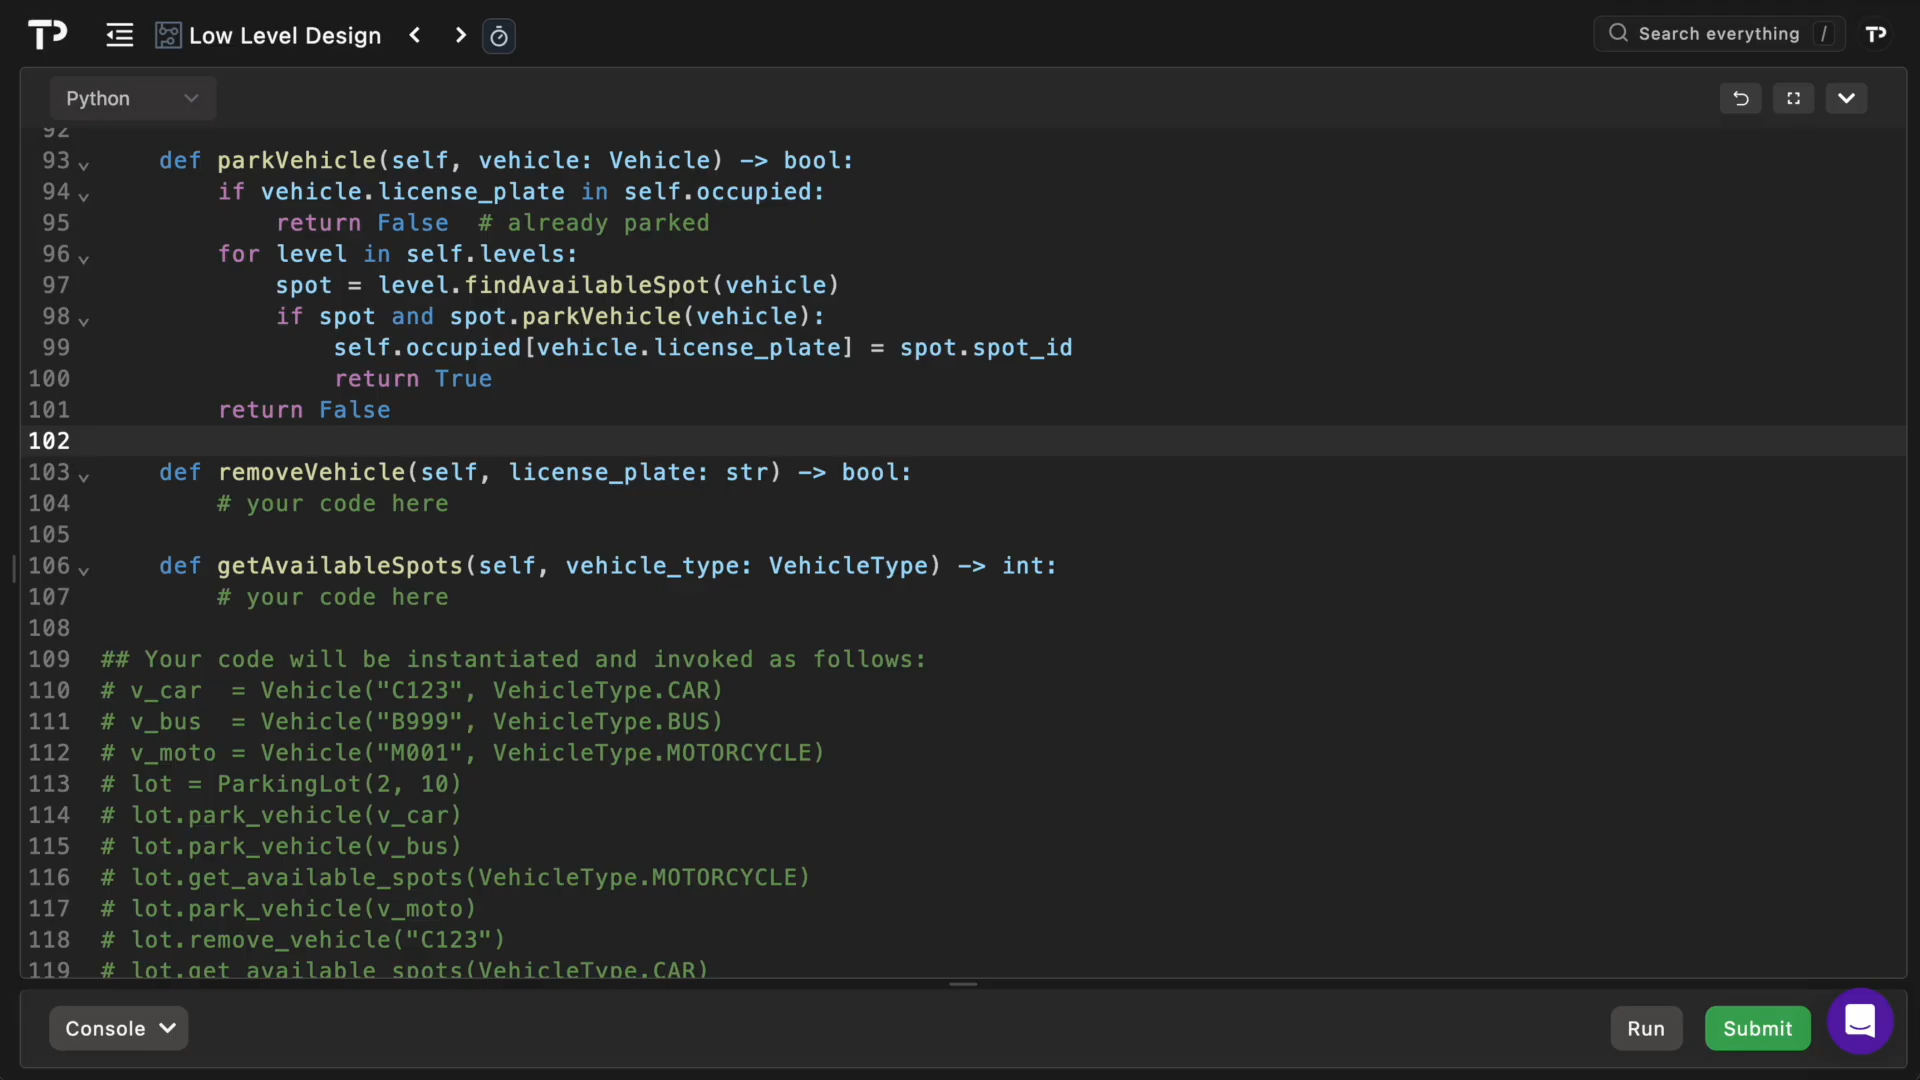 TP Low Level Design
Search everything /
TP
Python
92
93 def parkVehicle(self, vehicle: Vehicle) -> bool:
94 if vehicle.license_plate in self.occupied:
95 return False # already parked
96 for level in self.levels:
97 spot = level.findAvailableSpot(vehicle)
98 if spot and spot.parkVehicle(vehicle):
99 self.occupied[vehicle.license_plate] = spot.spot_id
100 return True
101 return False
102
103 def removeVehicle(self, license_plate: str) -> bool:
104 # your code here
105
106 def getAvailableSpots(self, vehicle_type: VehicleType) -> int:
107 # your code here
108
109 ## Your code will be instantiated and invoked as follows:
110 # v_car = Vehicle("C123", VehicleType.CAR)
111 # v_bus = Vehicle("B999", VehicleType.BUS)
112 # v_moto = Vehicle("M001", VehicleType.MOTORCYCLE)
113 # lot = ParkingLot(2, 10)
114 # lot.park_vehicle(v_car)
115 # lot.park_vehicle(v_bus)
116 # lot.get_available_spots(VehicleType.MOTORCYCLE)
117 # lot.park_vehicle(v_moto)
118 # lot.remove_vehicle("C123")
119 # lot.get_available_spots(VehicleType.CAR)
Console
Run
Submit